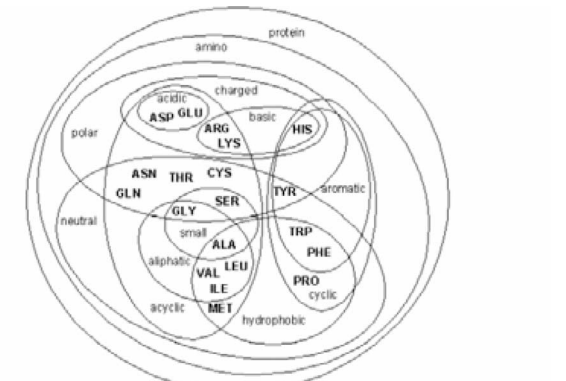 protein
amino
charged
acidic
ASP GLU
basic
ARG
HIS
LYS
polar
ASN THR CYS
GLN
TYR
aromatic
SER
GLY
neutral
small
TRP
ALA
PHE
aliphatic
VAL LEU
PRO
ILE
cyclic
acyclic
MET
hydrophobic